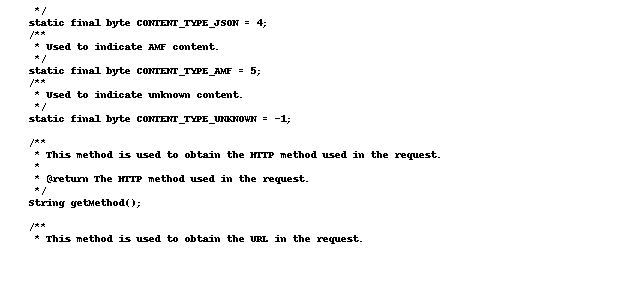 */
static final byte CONTENT_TYPE_JSON = 4;
/**
 * Used to indicate AMF content.
 */
static final byte CONTENT_TYPE_AMF = 5;
/**
 * Used to indicate unknown content.
 */
static final byte CONTENT_TYPE_UNKNOWN = -1;

/**
 * This method is used to obtain the HTTP method used in the request.
 *
 * @return The HTTP method used in the request.
 */
String getMethod();

/**
 * This method is used to obtain the URL in the request.